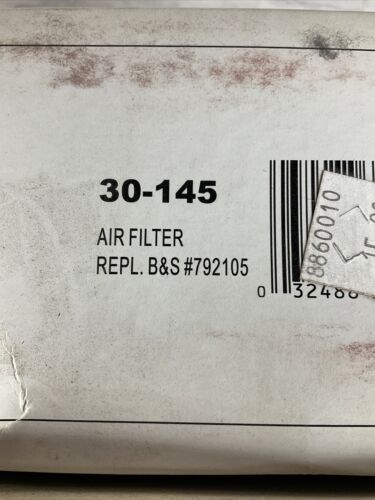 30-145
AIR FILTER
REPL. B&S #792105
0
32488
8860010